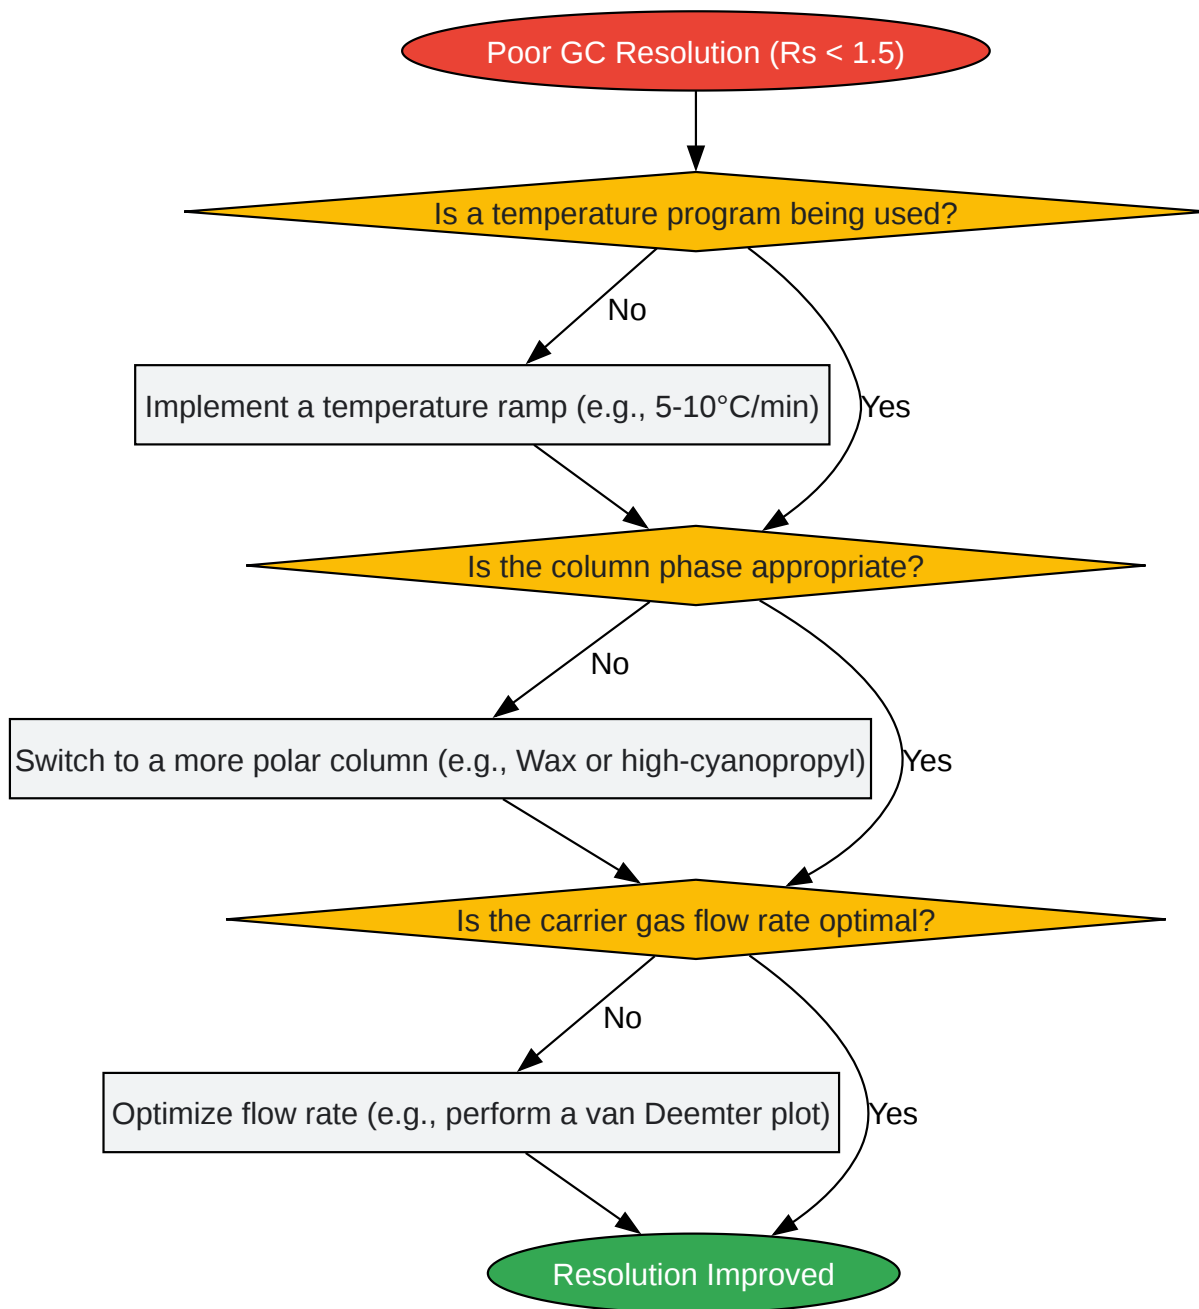 Poor GC Resolution (Rs < 1.5)
Is a temperature program being used?
No
Implement a temperature ramp (e.g., 5-10°C/min)
Yes
Is the column phase appropriate?
No
Switch to a more polar column (e.g., Wax or high-cyanopropyl)
Yes
Is the carrier gas flow rate optimal?
No
Optimize flow rate (e.g., perform a van Deemter plot)
Yes
Resolution Improved